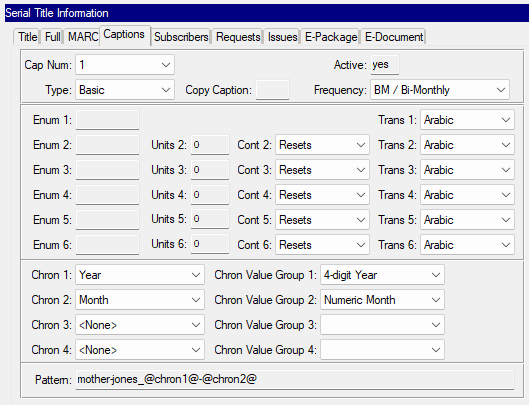 Serial Title Information
Title Full MARC Captions Subscribers Requests Issues E-Package E-Document
Cap Num: 1 Active: yes
Type: Basic Copy Caption: Frequency: BM / Bi-Monthly
Enum 1: Trans 1: Arabic
Enum 2: Units 2: 0 Cont 2: Resets Trans 2: Arabic
Enum 3: Units 3: 0 Cont 3: Resets Trans 3: Arabic
Enum 4: Units 4: 0 Cont 4: Resets Trans 4: Arabic
Enum 5: Units 5: 0 Cont 5: Resets Trans 5: Arabic
Enum 6: Units 6: 0 Cont 6: Resets Trans 6: Arabic
Chron 1: Year Chron Value Group 1: 4-digit Year
Chron 2: Month Chron Value Group 2: Numeric Month
Chron 3: <None> Chron Value Group 3:
Chron 4: <None> Chron Value Group 4:
Pattern: mother-jones_@chron1@-@chron2@